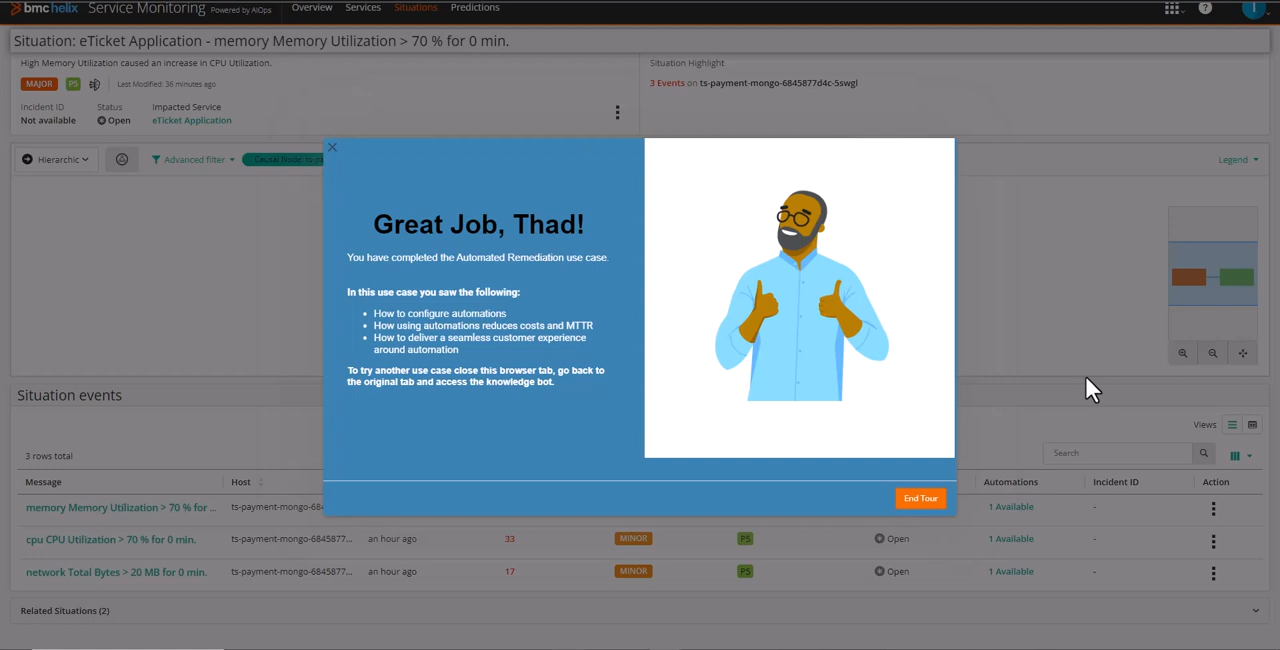 bmc helix Service Monitoring Powered by AIOps Overview Services Situations Predictions
Situation: eTicket Application - memory Memory Utilization > 70 % for 0 min.
High Memory Utilization caused an increase in CPU Utilization.
MAJOR P5 Last Modified: 36 minutes ago
Incident ID Status Impacted Service
Not available Open eTicket Application
Situation Highlight
3 Events on ts-payment-mongo-6845877d4c-5swgl
Hierarchic Advanced filter Causal Node: ts-pa
Legend
Great Job, Thad!
You have completed the Automated Remediation use case.
In this use case you saw the following:
• How to configure automations
• How using automations reduces costs and MTTR
• How to deliver a seamless customer experience
around automation
To try another use case close this browser tab, go back to
the original tab and access the knowledge bot.
End Tour
Situation events
Views
3 rows total
Search
Message Host Automations Incident ID Action
memory Memory Utilization > 70 % for ... ts-payment-mongo-684 1 Available -
cpu CPU Utilization > 70 % for 0 min. ts-payment-mongo-6845877... an hour ago 33 MINOR P5 Open 1 Available -
network Total Bytes > 20 MB for 0 min. ts-payment-mongo-6845877... an hour ago 17 MINOR P5 Open 1 Available -
Related Situations (2)